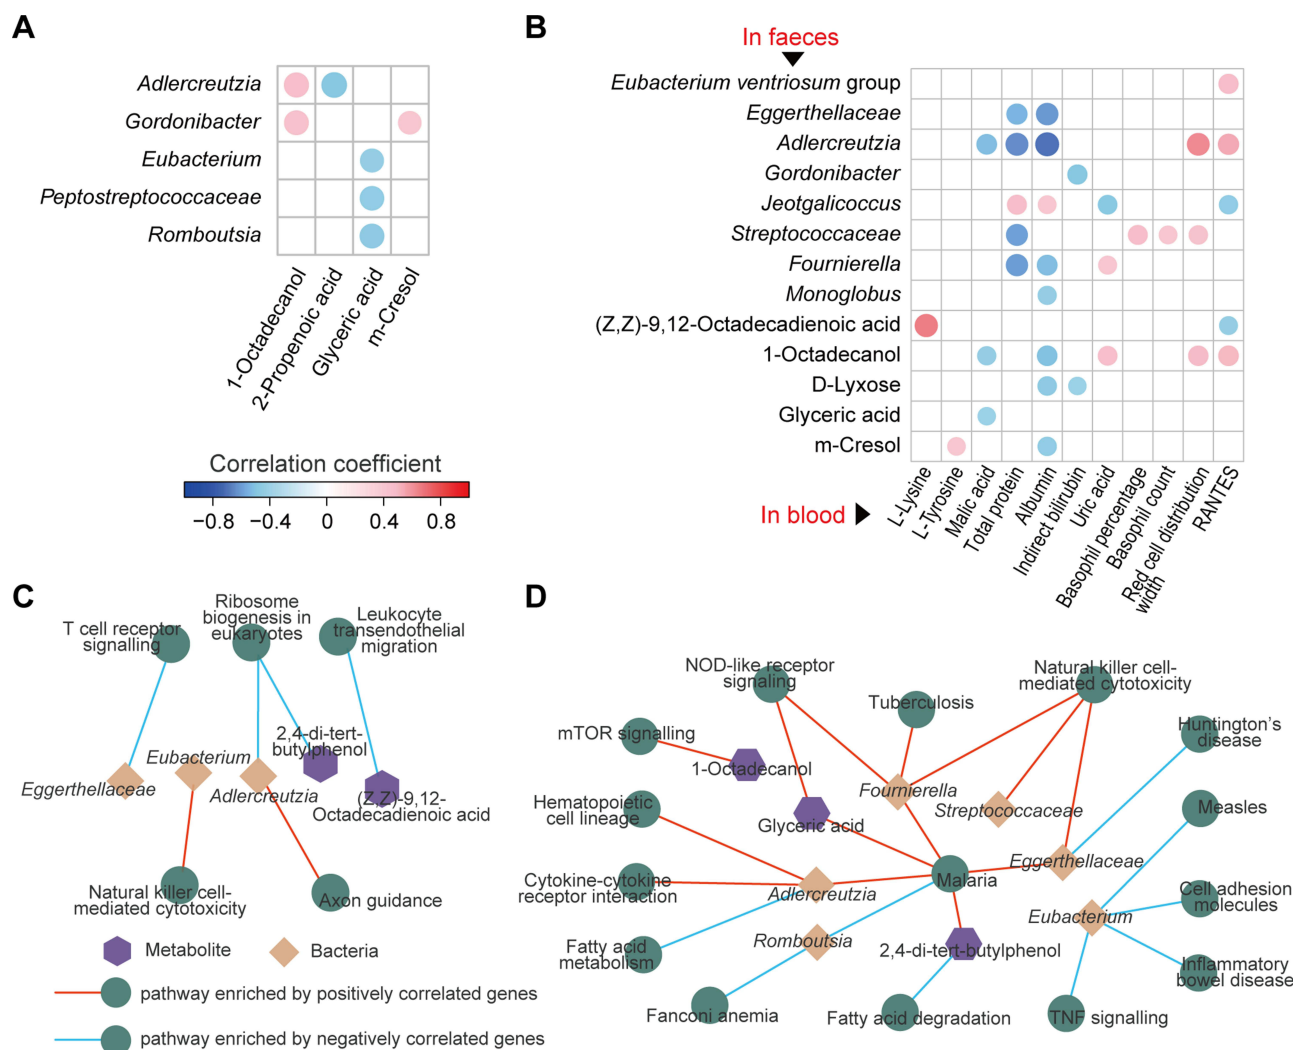 A
Adlercreutzia
Gordonibacter
Eubacterium
Peptostreptococcaceae
Romboutsia
1-Octadecanol
2-Propenoic acid
Glyceric acid
m-Cresol
Correlation coefficient
−0.8
−0.4
0
0.4
0.8
B
In faeces
Eubacterium ventriosum group
Eggerthellaceae
Adlercreutzia
Gordonibacter
Jeotgalicoccus
Streptococcaceae
Fournierella
Monoglobus
(Z,Z)-9,12-Octadecadienoic acid
1-Octadecanol
D-Lyxose
Glyceric acid
m-Cresol
In blood
L-Lysine
L-Tyrosine
Malic acid
Total protein
Albumin
Indirect bilirubin
Uric acid
Basophil percentage
Basophil count
Red cell distribution
width
RANTES
C
T cell receptor
signalling
Ribosome
biogenesis in
eukaryotes
Leukocyte
transendothelial
migration
2,4-di-tert-
butylphenol
Eubacterium
Eggerthellaceae
Adlercreutzia
(Z,Z)-9,12-
Octadecadienoic acid
Natural killer cell-
mediated cytotoxicity
Axon guidance
Metabolite
Bacteria
pathway enriched by positively correlated genes
pathway enriched by negatively correlated genes
D
NOD-like receptor
signaling
Natural killer cell-
mediated cytotoxicity
Tuberculosis
mTOR signalling
Huntington's
disease
1-Octadecanol
Fournierella
Hematopoietic
cell lineage
Streptococcaceae
Measles
Glyceric acid
Eggerthellaceae
Cytokine-cytokine
receptor interaction
Malaria
Adlercreutzia
Cell adhesion
molecules
Eubacterium
Fatty acid
metabolism
Romboutsia
2,4-di-tert-butylphenol
Inflammatory
bowel disease
Fanconi anemia
Fatty acid degradation
TNF signalling